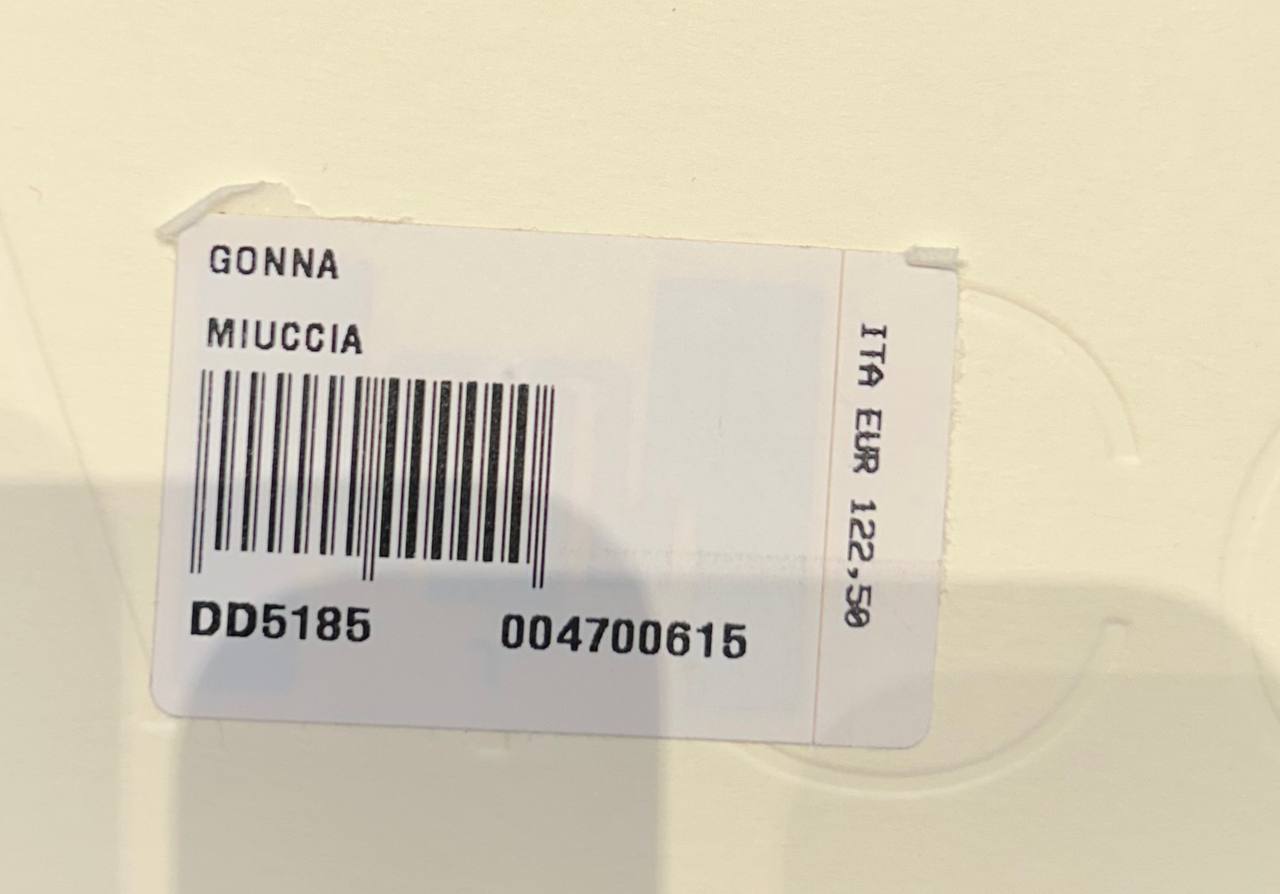 GONNA
MIUCCIA
DD5185 004700615
ITA EUR 122,50